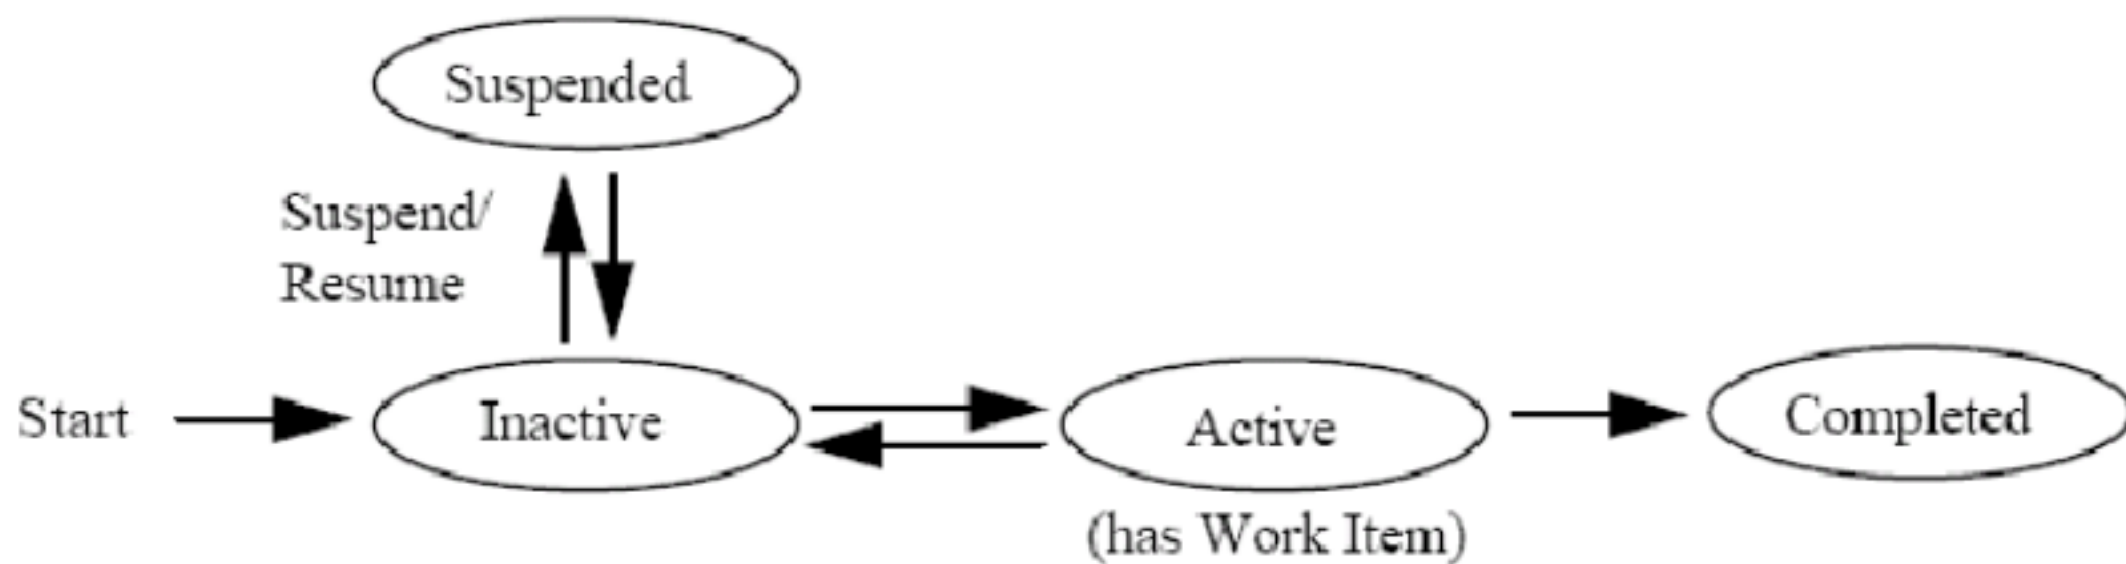 Suspended
Suspend/
Resume
Start
Inactive
Active
Completed
(has Work Item)